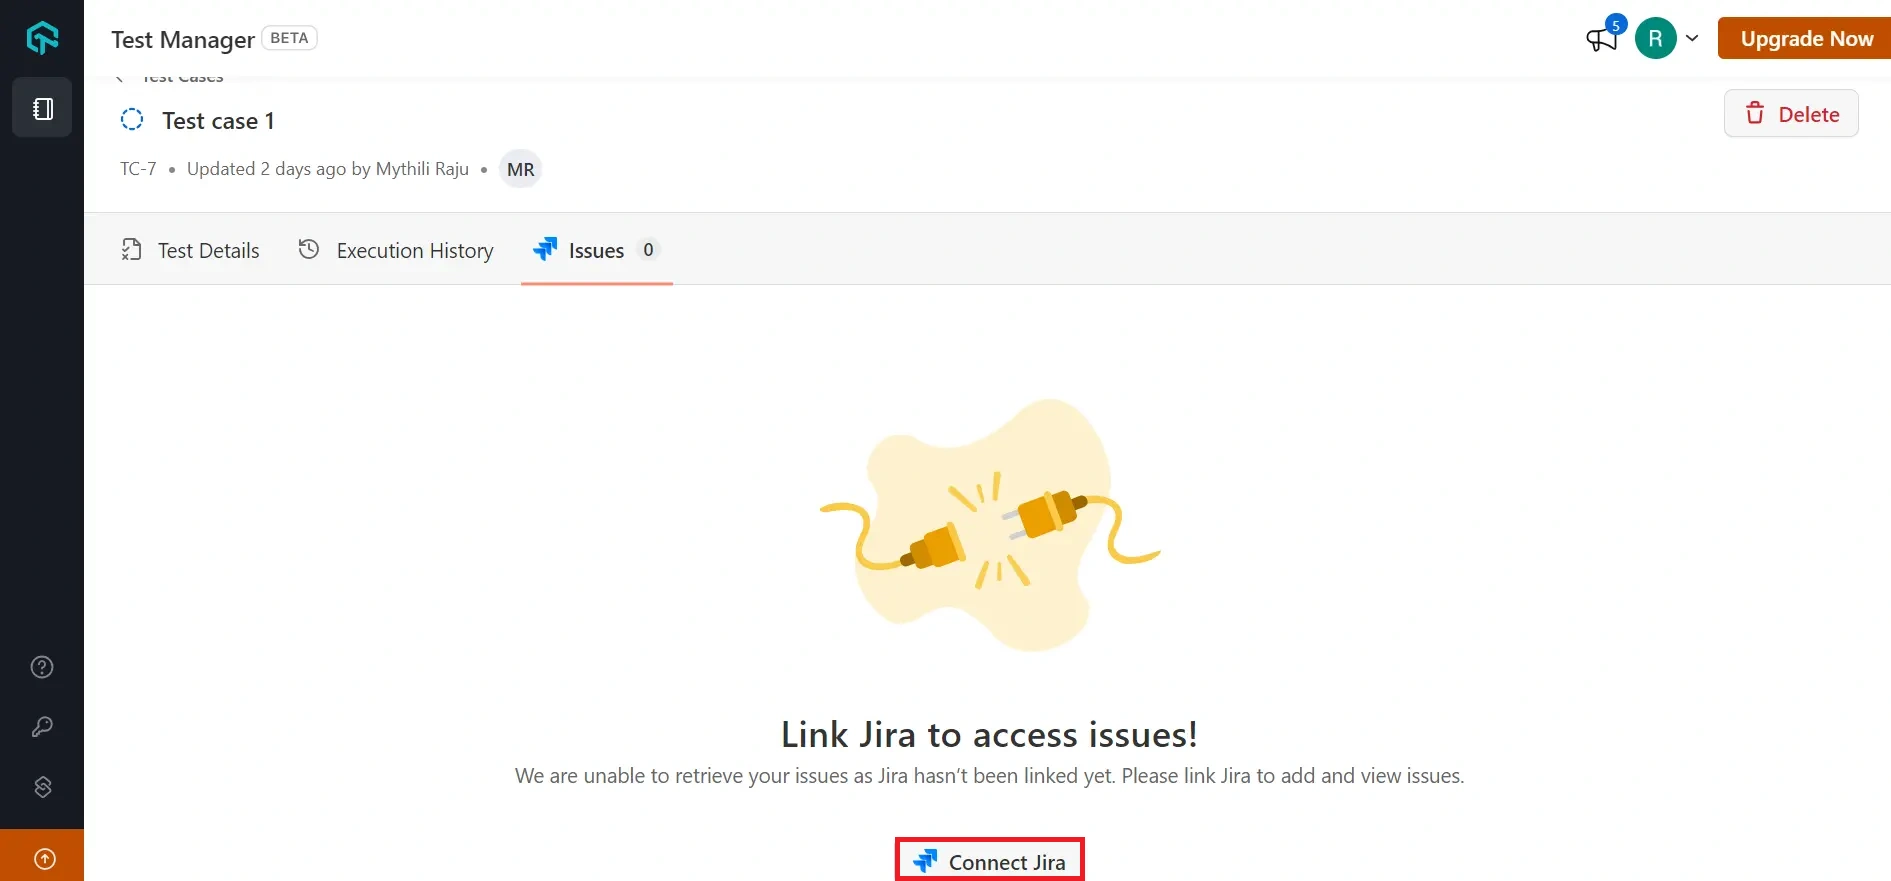 Test Manager BETA
5
R
Upgrade Now
Test Cases
Test case 1
Delete
TC-7 • Updated 2 days ago by Mythili Raju • MR
Test Details
Execution History
Issues 0
Link Jira to access issues!
We are unable to retrieve your issues as Jira hasn’t been linked yet. Please link Jira to add and view issues.
Connect Jira